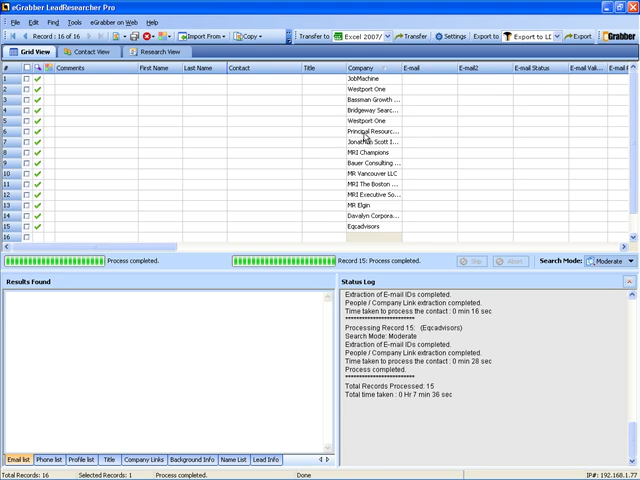 eGrabber LeadResearcher Pro
File Edit Find Tools eGrabber on Web Help
Record : 16 of 16 Import From Copy Transfer to Excel 2007/ Transfer Settings Export to Export to LI Export eGrabber
Grid View Contact View Research View
# Comments First Name Last Name Contact Title Company E-mail E-mail2 E-mail Status E-mail Vali... E-mail F
1 JobMachine
2 Westport One
3 Bassman Growth ...
4 Bridgeway Searc...
5 Westport One
6 Principal Resourc...
7 Jonathan Scott I...
8 MRI Champions
9 Bauer Consulting ...
10 MR Vancouver LLC
11 MRI The Boston ...
12 MRI Executive So...
13 MR Elgin
14 Davalyn Corpora...
15 Eqcadvisors
16
Process completed. Record 15: Process completed. Skip Abort Search Mode: Moderate
Results Found
Status Log
Extraction of E-mail IDs completed.
People / Company Link extraction completed.
Time taken to process the contact : 0 min 16 sec
************************
Processing Record 15: (Eqcadvisors)
Search Mode: Moderate
Extraction of E-mail IDs completed.
People / Company Link extraction completed.
Time taken to process the contact : 0 min 28 sec
Process completed.
************************
Total Records Processed: 15
Total time taken : 0 Hr 7 min 36 sec
Email list Phone list Profile list Title Company Links Background Info Name List Lead Info
Total Records: 16 Selected Records: 1 Process completed. Done IP#: 192.168.1.77